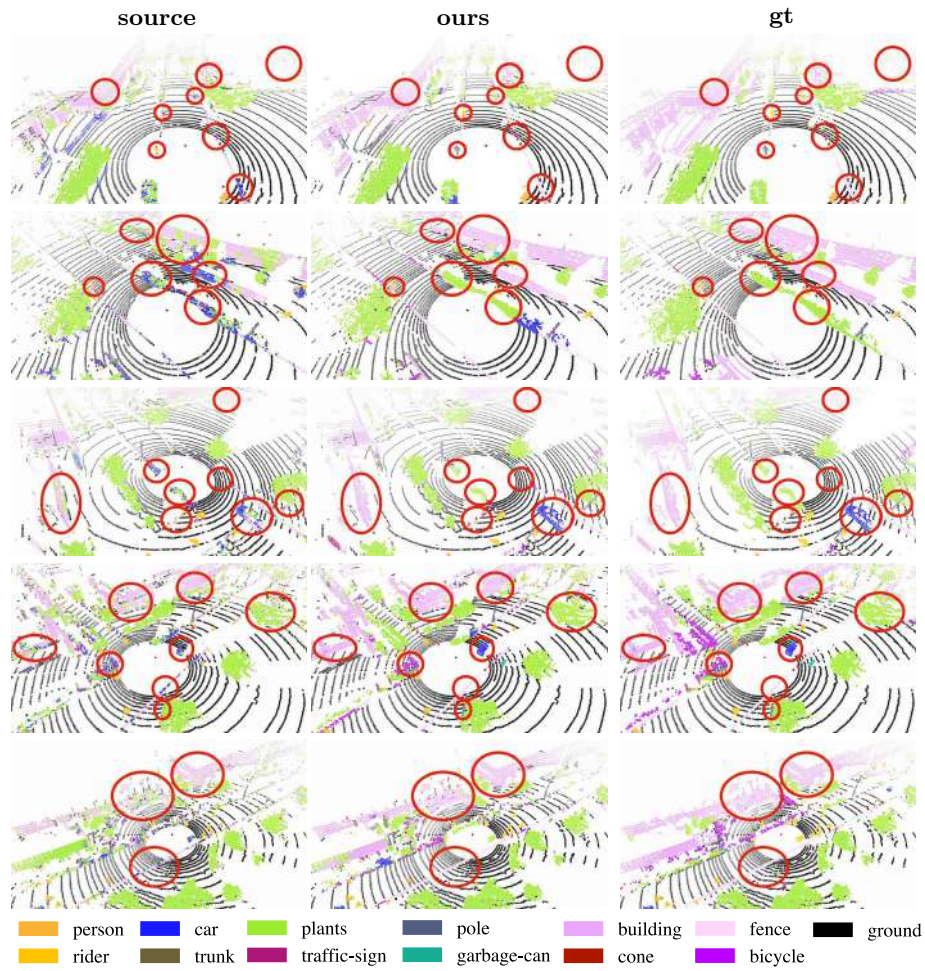 source ours gt
person car plants pole building fence ground
rider trunk traffic-sign garbage-can cone bicycle